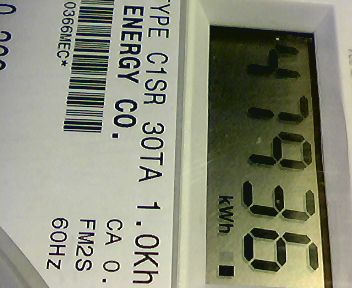 47936
kWh
TYPE C1SR 30TA 1.0Kh
ENERGY CO. CA 0.
FM2S
0366MEC* 60HZ